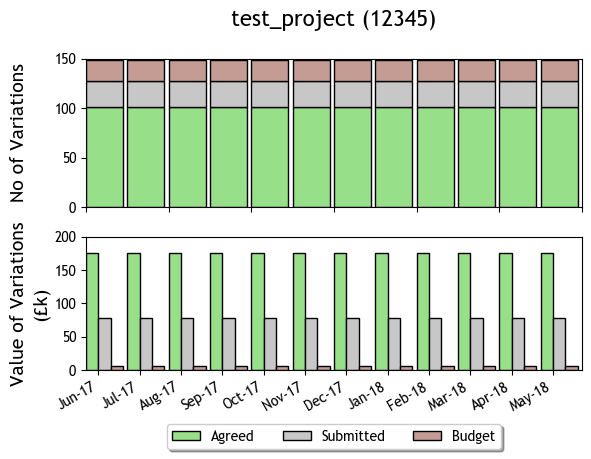 test_project (12345)
No of Variations
150
100
50
0
Value of Variations
(£k)
200
150
100
50
0
Jun-17 Jul-17 Aug-17 Sep-17 Oct-17 Nov-17 Dec-17 Jan-18 Feb-18 Mar-18 Apr-18 May-18
Agreed Submitted Budget